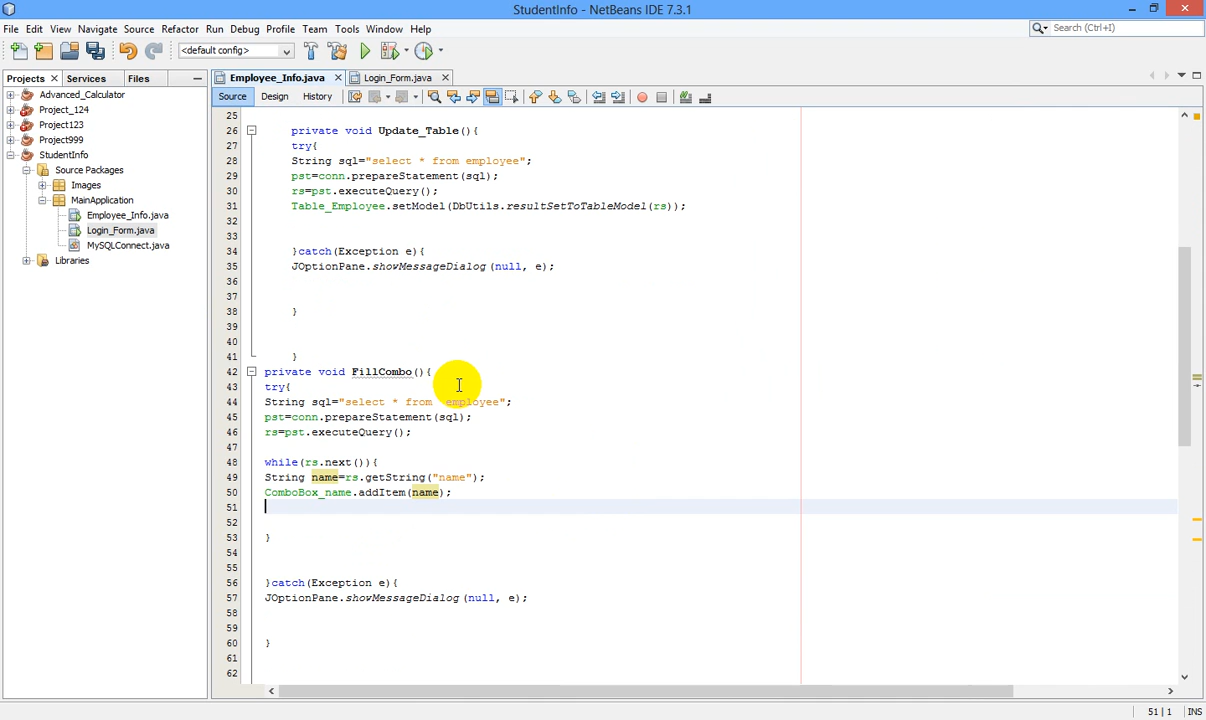 StudentInfo - NetBeans IDE 7.3.1
File Edit View Navigate Source Refactor Run Debug Profile Team Tools Window Help
Search (Ctrl+I)
<default config>
Projects Services Files
Employee_Info.java Login_Form.java
Source Design History
Advanced_Calculator
Project_124
Project123
Project999
StudentInfo
Source Packages
Images
MainApplication
Employee_Info.java
Login_Form.java
MySQLConnect.java
Libraries
25
26 private void Update_Table(){
27 try{
28 String sql="select * from employee";
29 pst=conn.prepareStatement(sql);
30 rs=pst.executeQuery();
31 Table_Employee.setModel(DbUtils.resultSetToTableModel(rs));
32
33
34 }catch(Exception e){
35 JOptionPane.showMessageDialog(null, e);
36
37
38 }
39
40
41 }
42 private void FillCombo(){
43 try{
44 String sql="select * from  employee";
45 pst=conn.prepareStatement(sql);
46 rs=pst.executeQuery();
47
48 while(rs.next()){
49 String name=rs.getString("name");
50 ComboBox_name.addItem(name);
51
52
53 }
54
55
56 }catch(Exception e){
57 JOptionPane.showMessageDialog(null, e);
58
59
60 }
61
62
51 | 1 INS